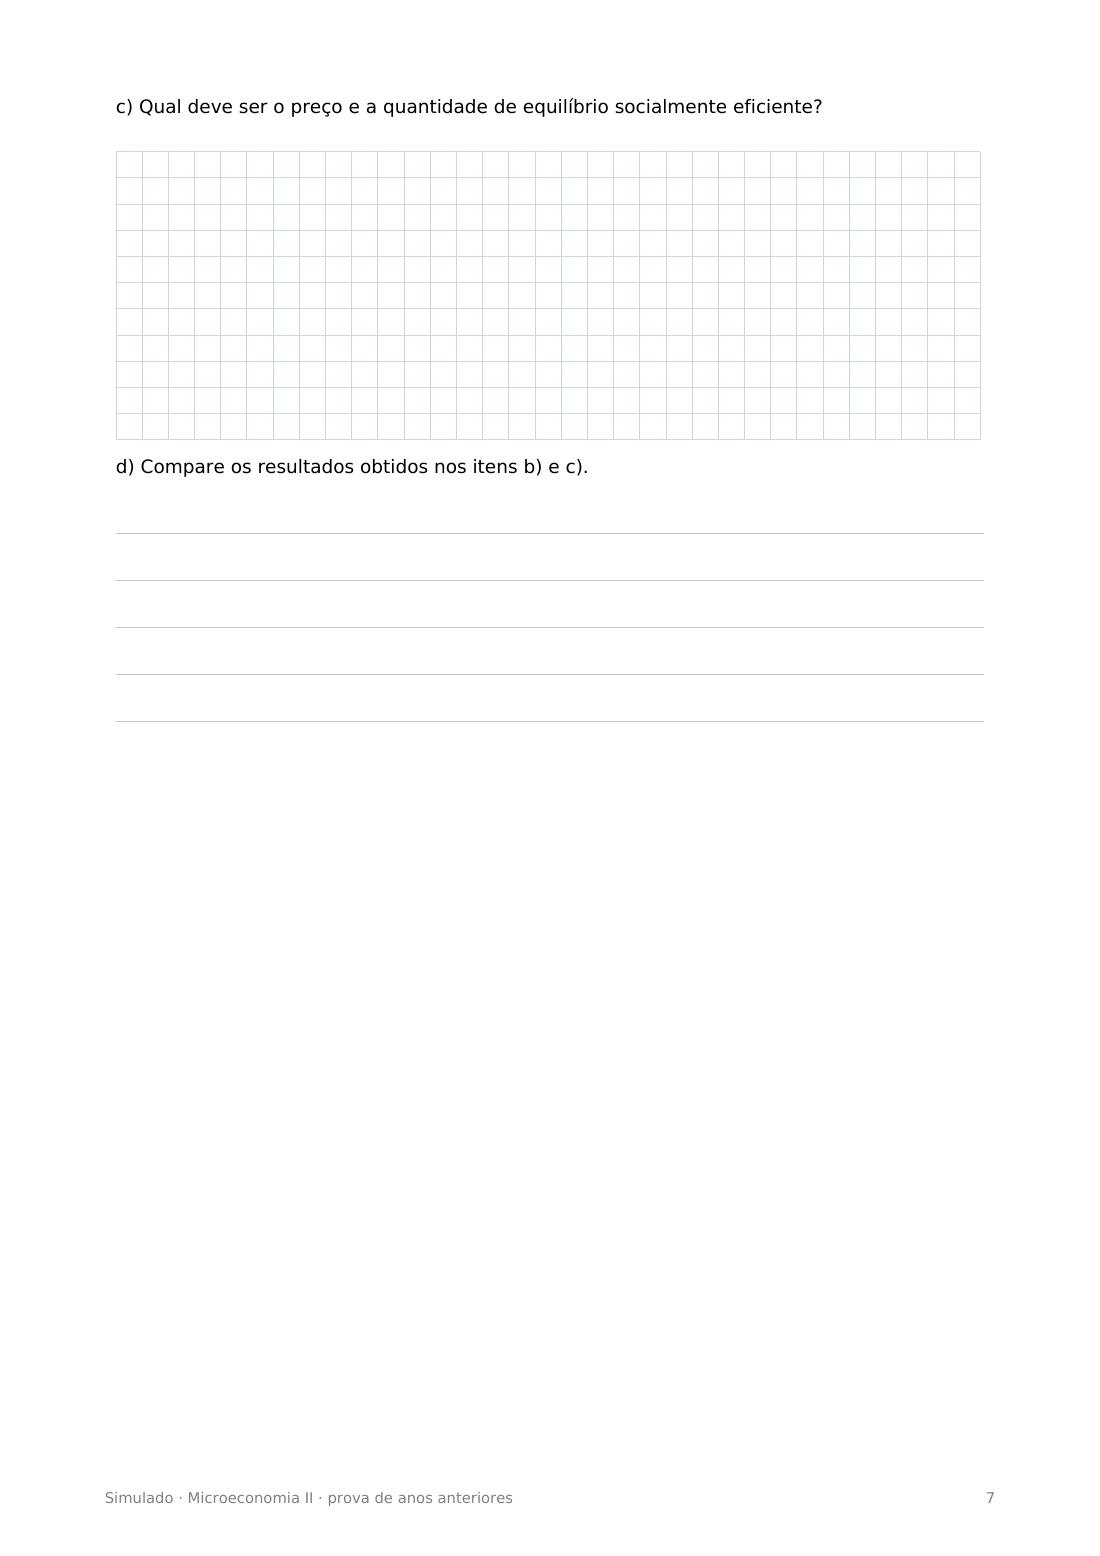 c) Qual deve ser o preço e a quantidade de equilíbrio socialmente eficiente?
d) Compare os resultados obtidos nos itens b) e c).
Simulado · Microeconomia II · prova de anos anteriores 7